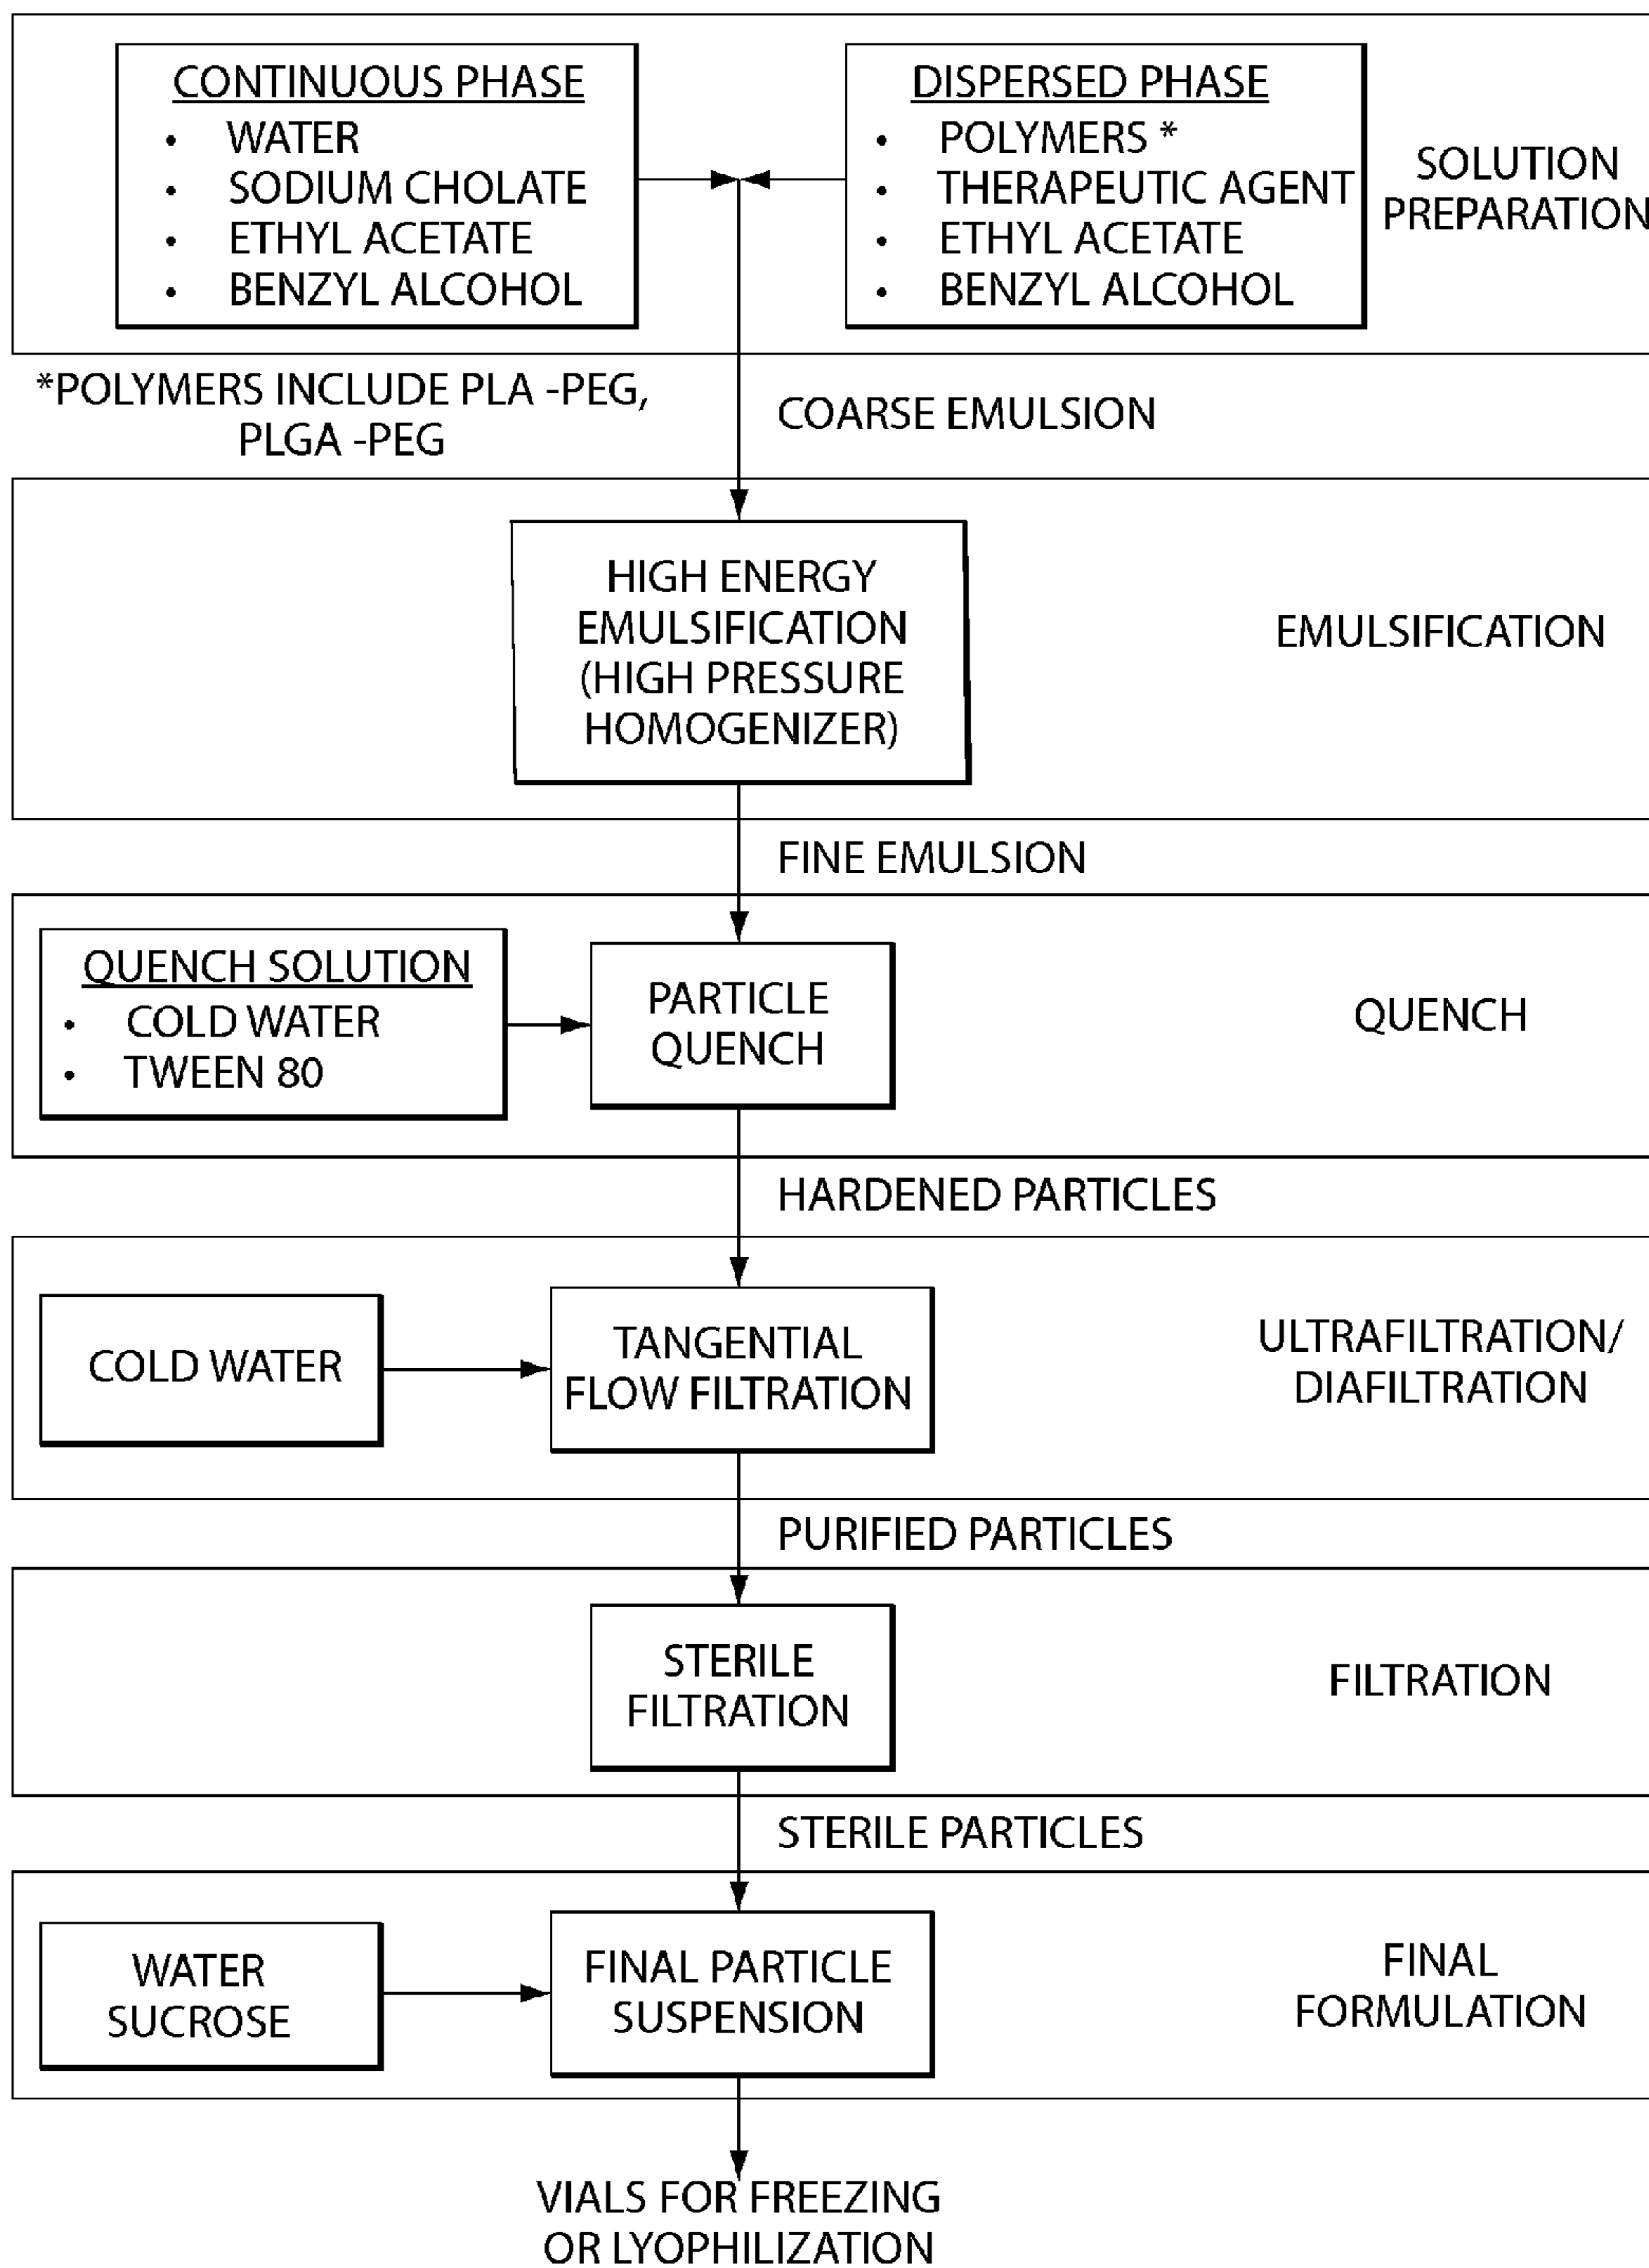 CONTINUOUS PHASE
• WATER
• SODIUM CHOLATE
• ETHYL ACETATE
• BENZYL ALCOHOL
DISPERSED PHASE
• POLYMERS *
• THERAPEUTIC AGENT
• ETHYL ACETATE
• BENZYL ALCOHOL
SOLUTION
PREPARATION
*POLYMERS INCLUDE PLA -PEG,
PLGA -PEG
COARSE EMULSION
HIGH ENERGY
EMULSIFICATION
(HIGH PRESSURE
HOMOGENIZER)
EMULSIFICATION
FINE EMULSION
QUENCH SOLUTION
• COLD WATER
• TWEEN 80
PARTICLE
QUENCH
QUENCH
HARDENED PARTICLES
COLD WATER
TANGENTIAL
FLOW FILTRATION
ULTRAFILTRATION/
DIAFILTRATION
PURIFIED PARTICLES
STERILE
FILTRATION
FILTRATION
STERILE PARTICLES
WATER
SUCROSE
FINAL PARTICLE
SUSPENSION
FINAL
FORMULATION
VIALS FOR FREEZING
OR LYOPHILIZATION